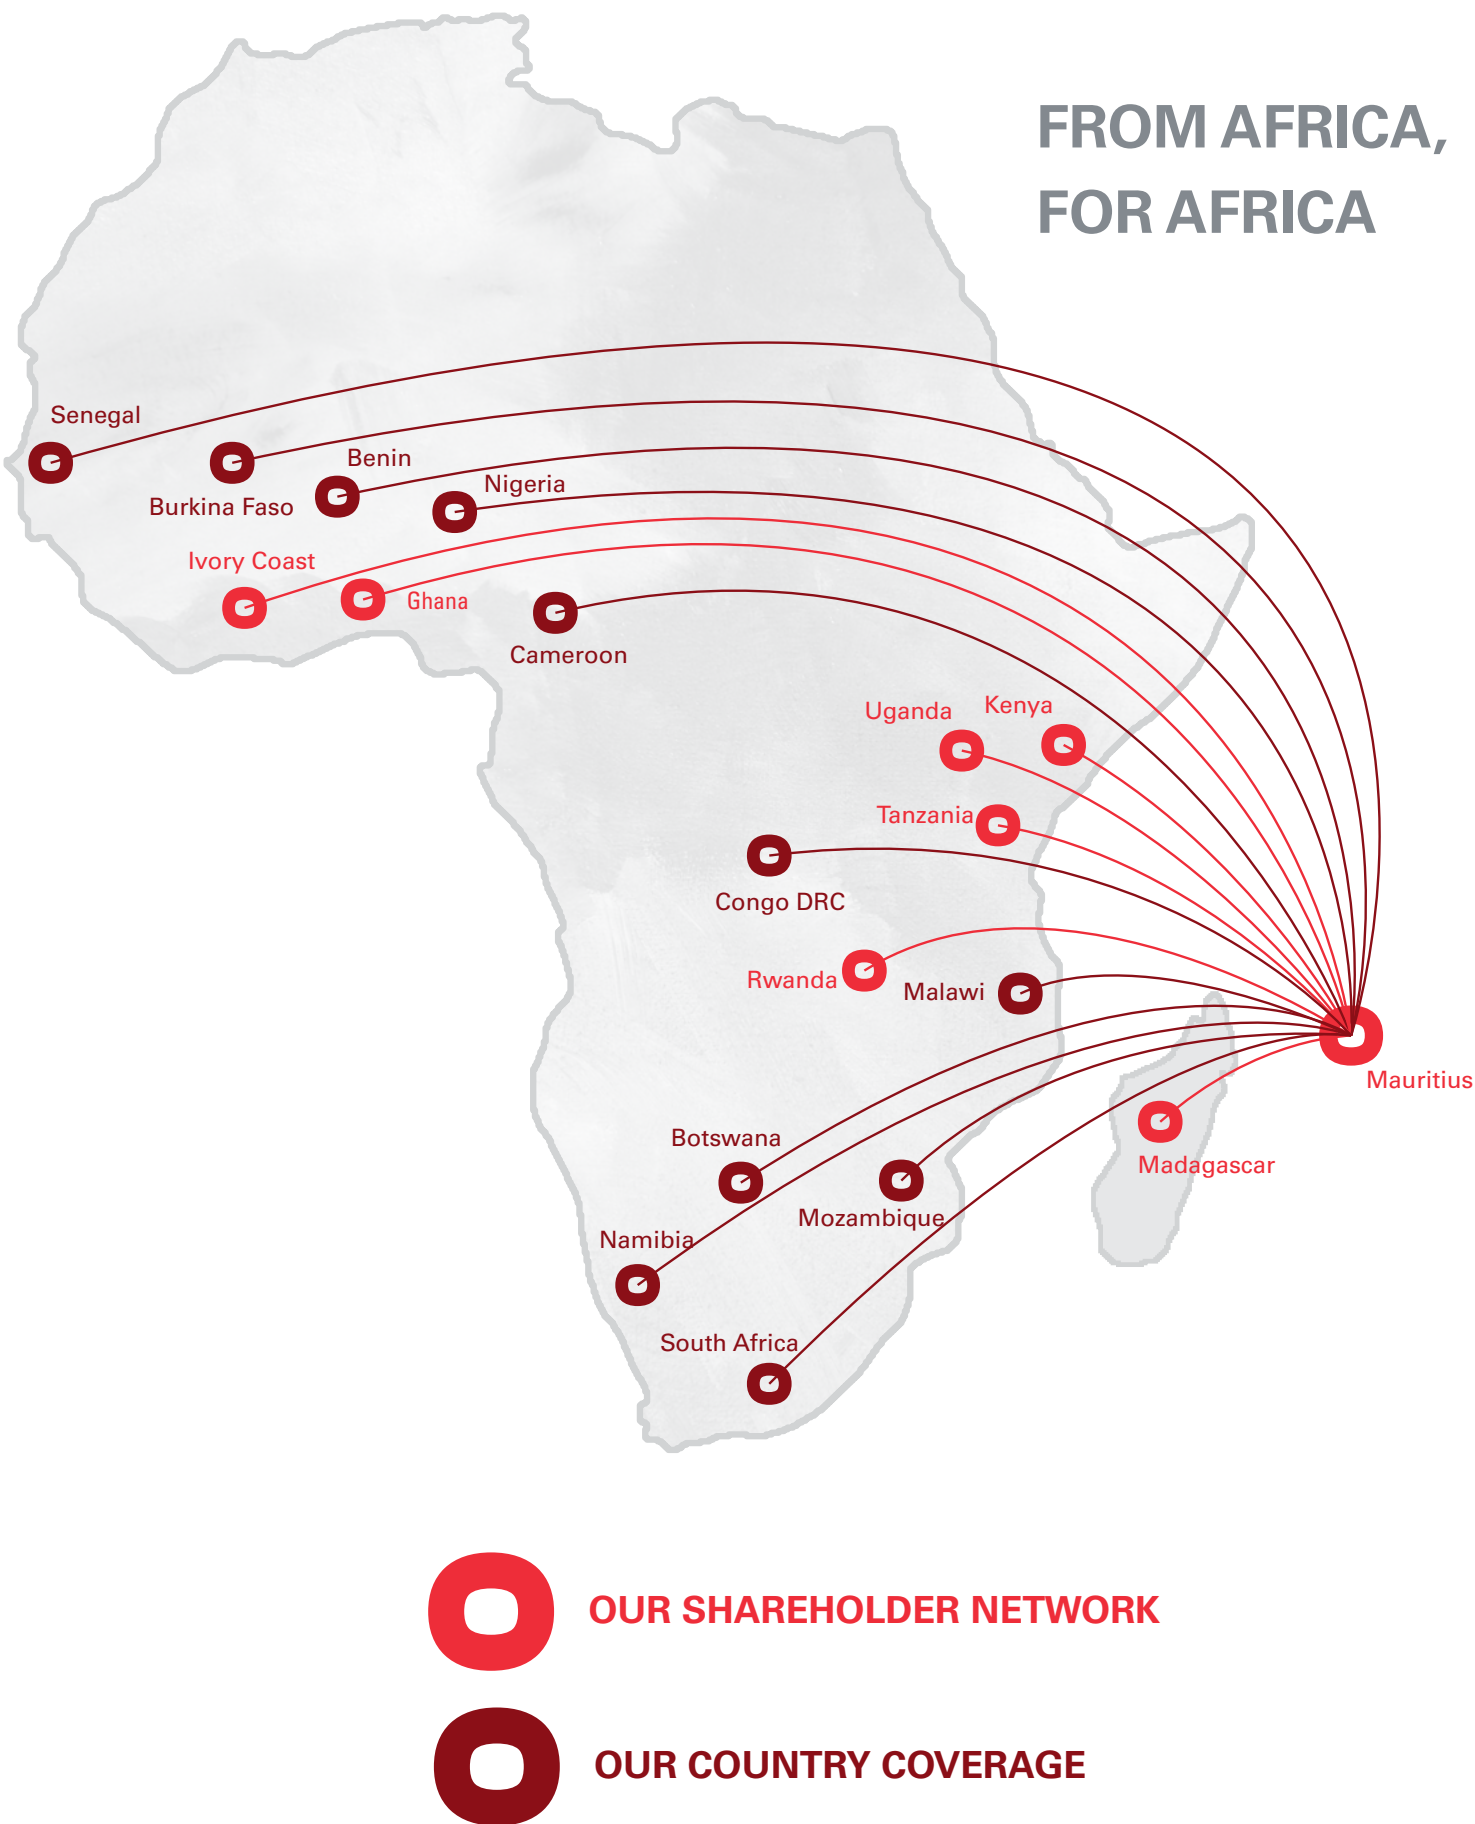 FROM AFRICA,
FOR AFRICA
Senegal
Benin
Nigeria
Burkina Faso
Ivory Coast
Ghana
Cameroon
Uganda
Kenya
Tanzania
Congo DRC
Rwanda
Malawi
Mauritius
Botswana
Madagascar
Mozambique
Namibia
South Africa
OUR SHAREHOLDER NETWORK
OUR COUNTRY COVERAGE